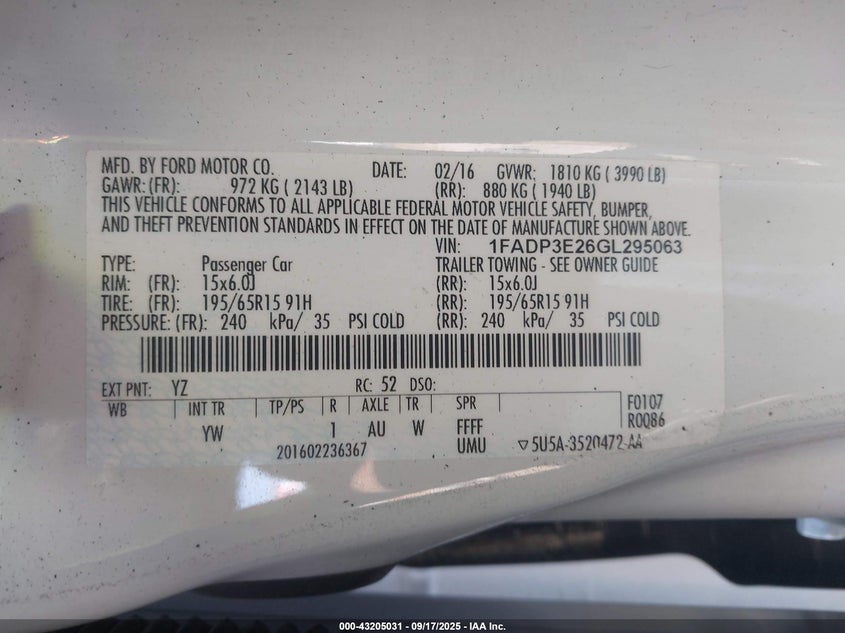 MFD. BY FORD MOTOR CO. DATE: 02/16 GVWR: 1810 KG ( 3990 LB)
GAWR: (FR): 972 KG ( 2143 LB) (RR): 880 KG ( 1940 LB)
THIS VEHICLE CONFORMS TO ALL APPLICABLE FEDERAL MOTOR VEHICLE SAFETY, BUMPER,
AND THEFT PREVENTION STANDARDS IN EFFECT ON THE DATE OF MANUFACTURE SHOWN ABOVE.
VIN: 1FADP3E26GL295063
TYPE: Passenger Car TRAILER TOWING - SEE OWNER GUIDE
RIM: (FR): 15x6.0J (RR): 15x6.0J
TIRE: (FR): 195/65R15 91H (RR): 195/65R15 91H
PRESSURE: (FR): 240 kPa/ 35 PSI COLD (RR): 240 kPa/ 35 PSI COLD
EXT PNT: YZ RC: 52 DSO:
WB INT TR TP/PS R AXLE TR SPR F0107
R0086
YW 1 AU W FFFF
201602236367 UMU ▽5U5A-3520472-AA
000-43205031 - 09/17/2025 - IAA Inc.